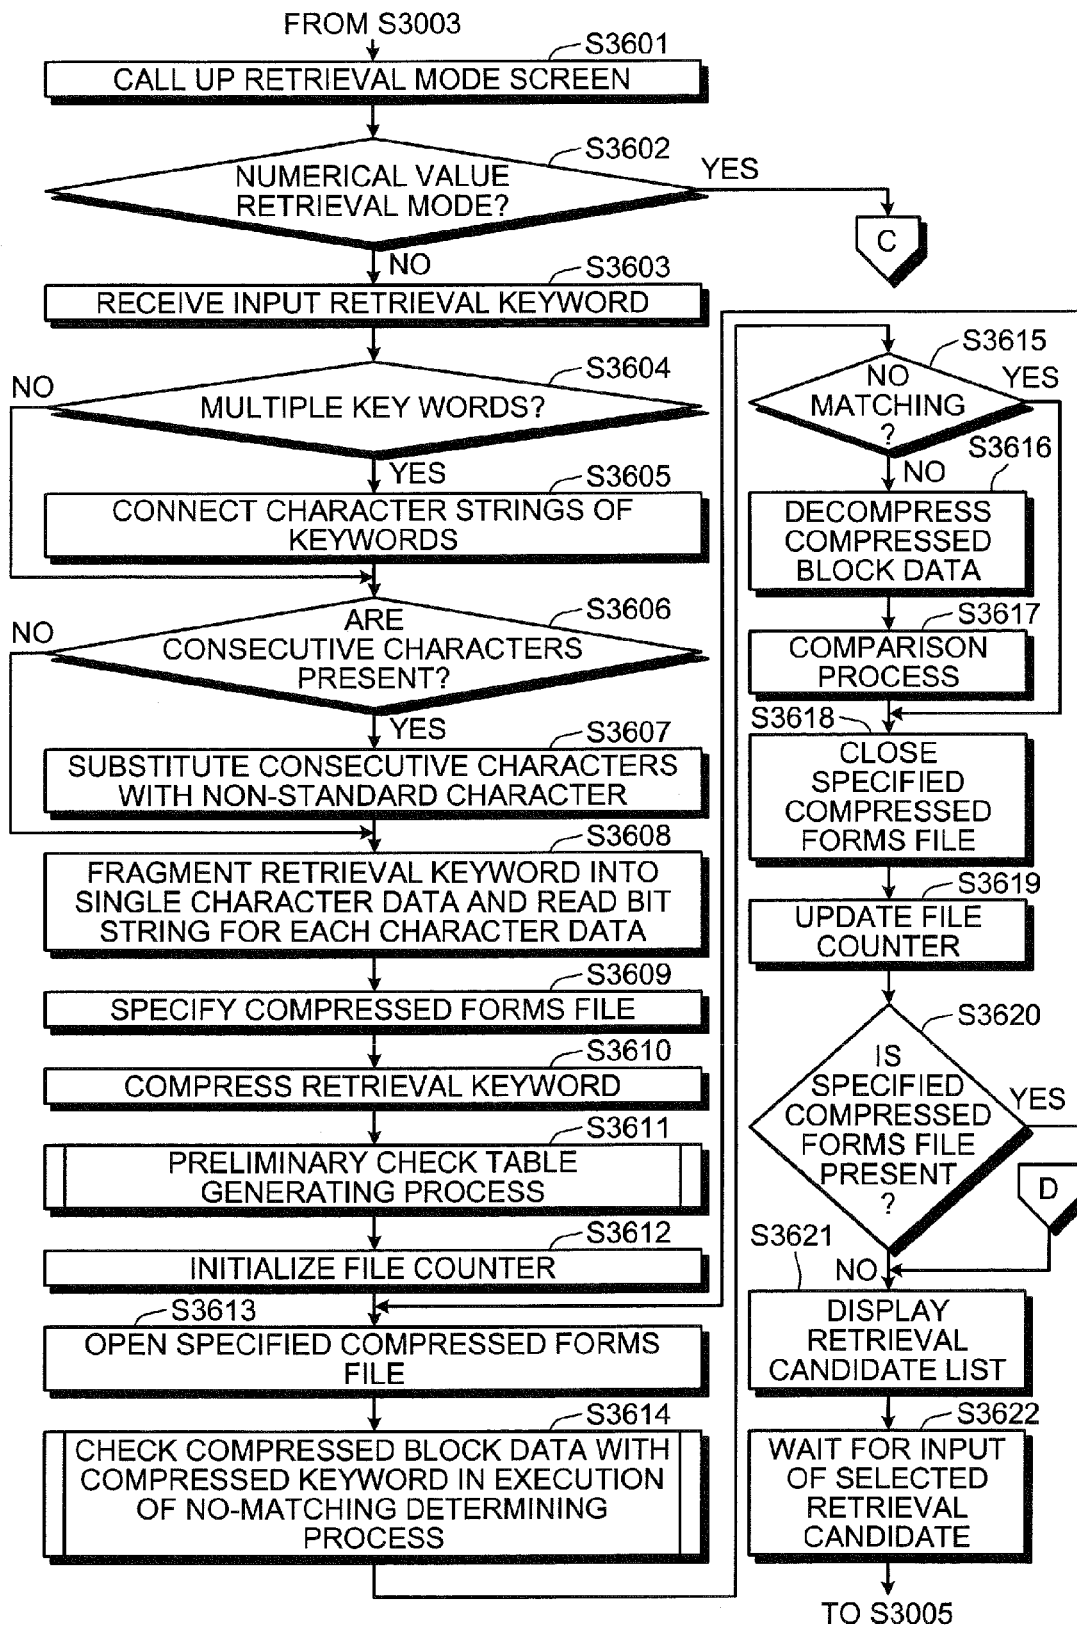 FROM S3003
S3601
CALL UP RETRIEVAL MODE SCREEN
S3602
NUMERICAL VALUE
RETRIEVAL MODE?
YES
C
NO
S3603
RECEIVE INPUT RETRIEVAL KEYWORD
S3604
NO
MULTIPLE KEY WORDS?
YES
S3605
CONNECT CHARACTER STRINGS OF
KEYWORDS
S3606
NO
ARE
CONSECUTIVE CHARACTERS
PRESENT?
YES
S3607
SUBSTITUTE CONSECUTIVE CHARACTERS
WITH NON-STANDARD CHARACTER
S3608
FRAGMENT RETRIEVAL KEYWORD INTO
SINGLE CHARACTER DATA AND READ BIT
STRING FOR EACH CHARACTER DATA
S3609
SPECIFY COMPRESSED FORMS FILE
S3610
COMPRESS RETRIEVAL KEYWORD
S3611
PRELIMINARY CHECK TABLE
GENERATING PROCESS
S3612
INITIALIZE FILE COUNTER
S3613
OPEN SPECIFIED COMPRESSED FORMS
FILE
S3614
CHECK COMPRESSED BLOCK DATA WITH
COMPRESSED KEYWORD IN EXECUTION
OF NO-MATCHING DETERMINING
PROCESS
S3615
NO
MATCHING
?
YES
NO
S3616
DECOMPRESS
COMPRESSED
BLOCK DATA
S3617
COMPARISON
PROCESS
S3618
CLOSE
SPECIFIED
COMPRESSED
FORMS FILE
S3619
UPDATE FILE
COUNTER
S3620
IS
SPECIFIED
COMPRESSED
FORMS FILE
PRESENT
?
YES
D
NO
S3621
DISPLAY
RETRIEVAL
CANDIDATE LIST
S3622
WAIT FOR INPUT
OF SELECTED
RETRIEVAL
CANDIDATE
TO S3005